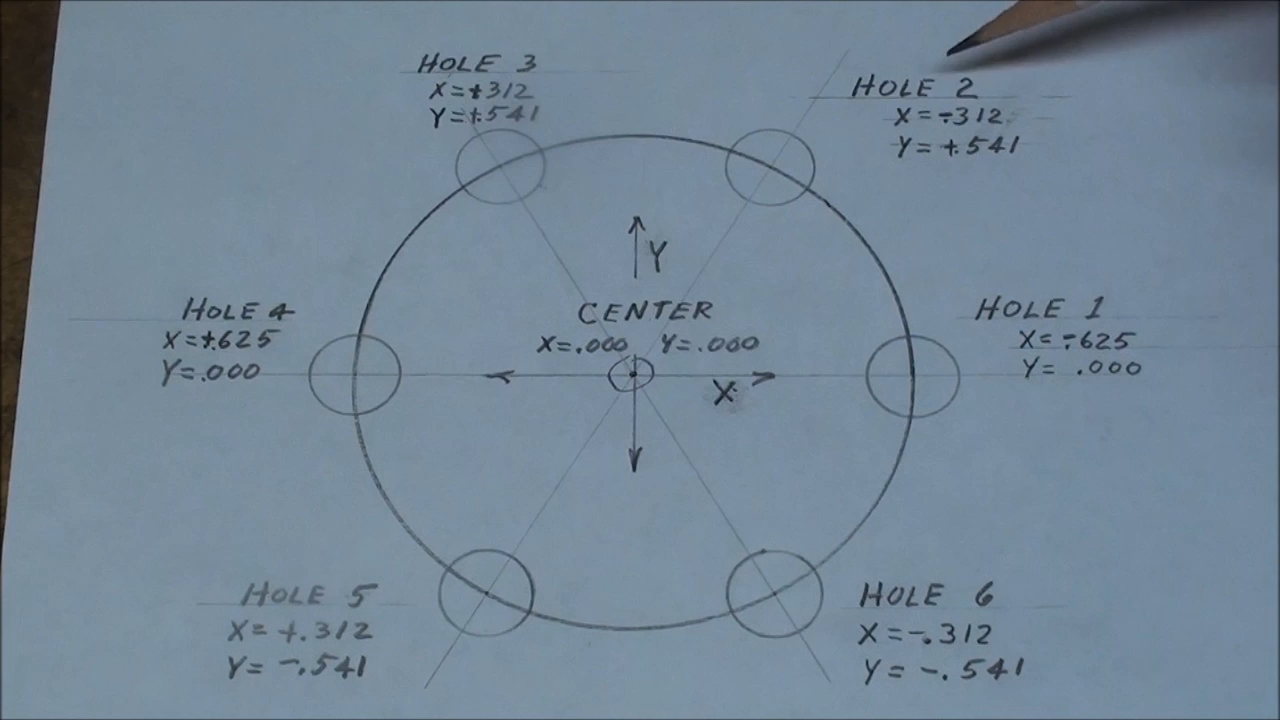 HOLE 3
X=+.312
Y=+.541
HOLE 2
X=-.312
Y=+.541
Y
HOLE 4
X=+.625
Y=.000
CENTER
X=.000 Y=.000
X
HOLE 1
X=-.625
Y= .000
HOLE 5
X=+.312
Y=-.541
HOLE 6
X=-.312
Y=-.541